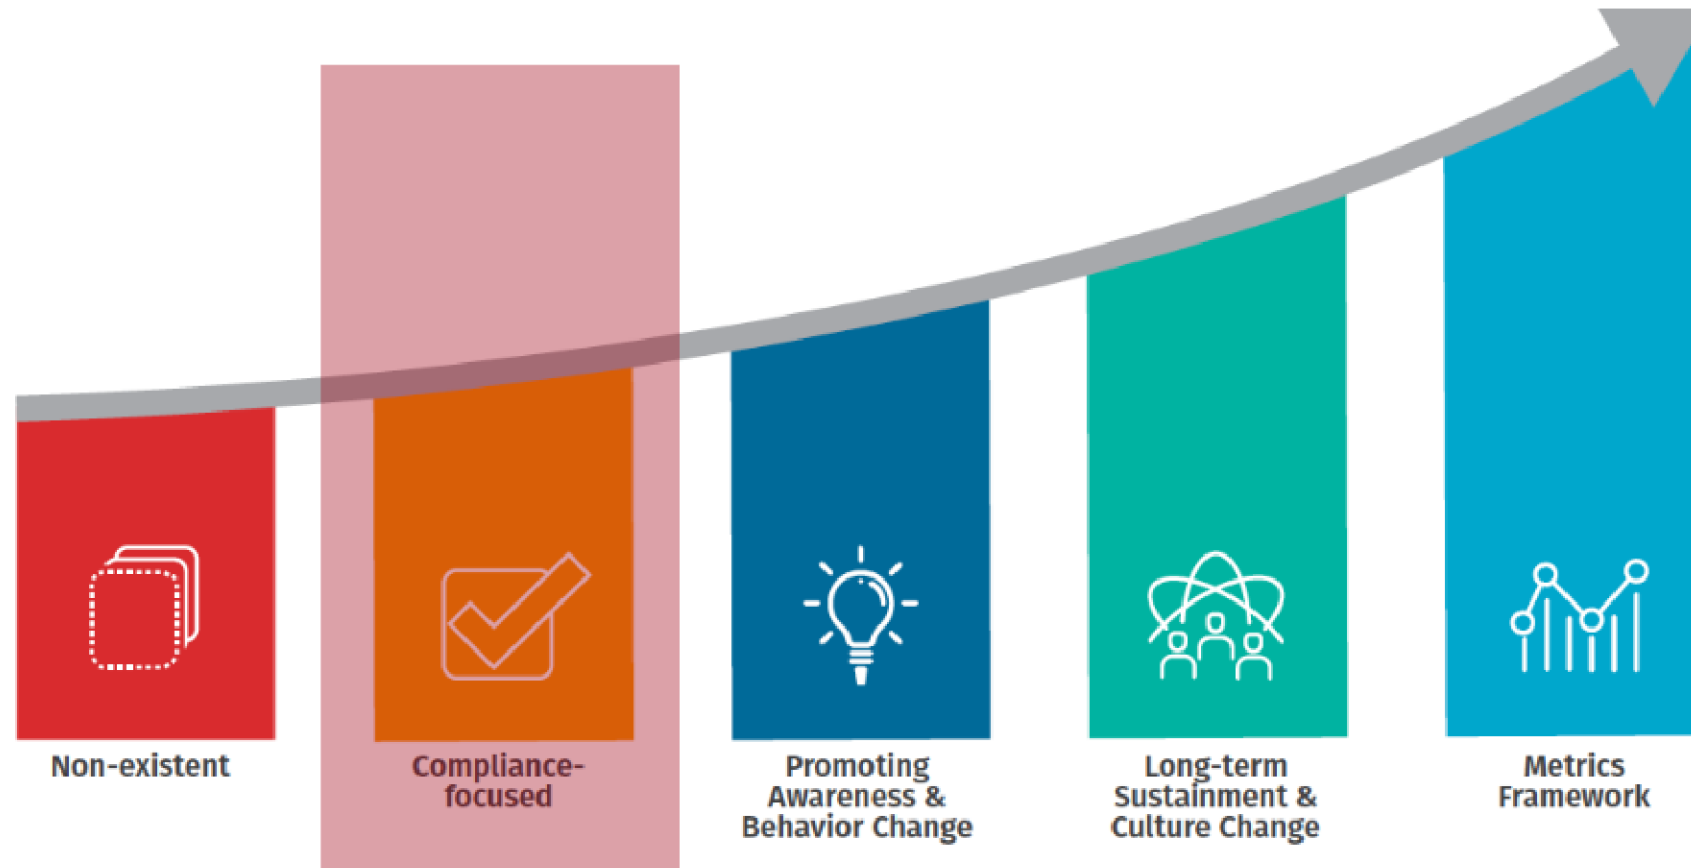 Non-existent
Compliance-
focused
Promoting
Awareness &
Behavior Change
Long-term
Sustainment &
Culture Change
Metrics
Framework